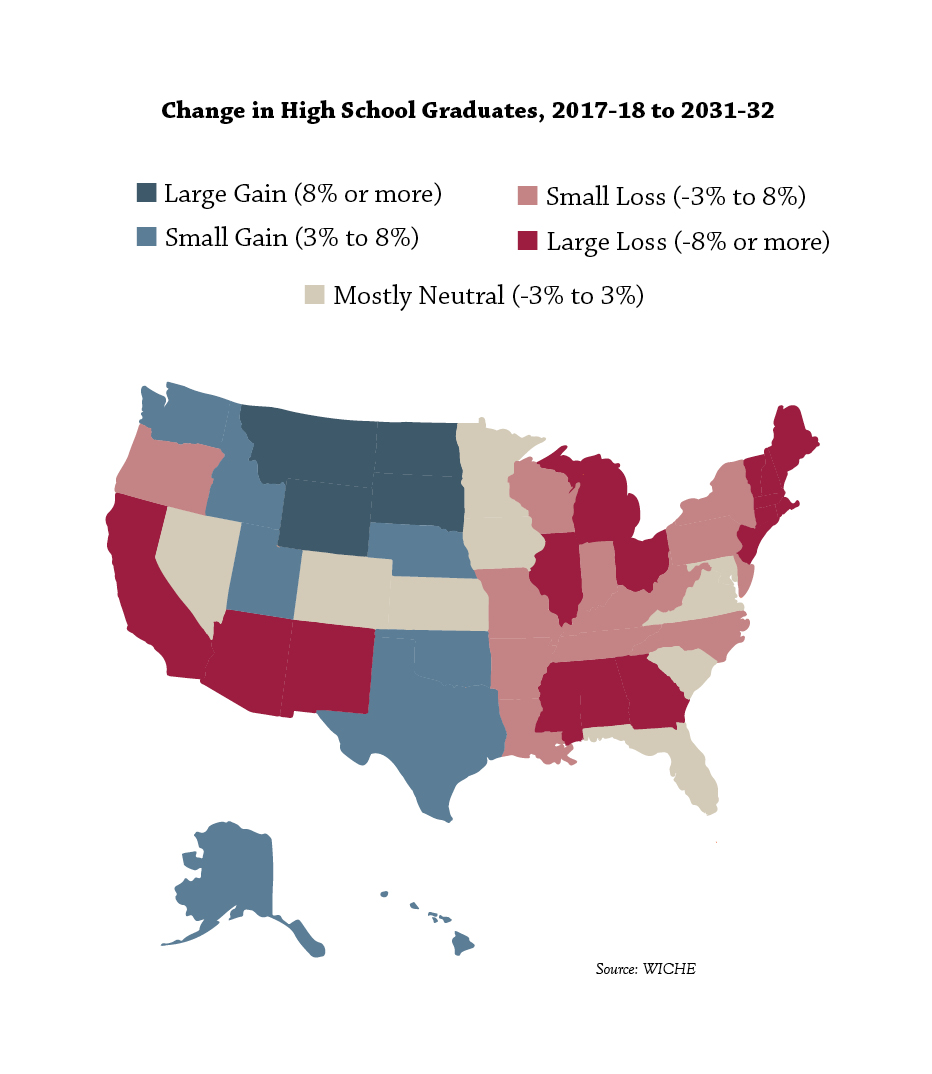 Change in High School Graduates, 2017-18 to 2031-32
Large Gain (8% or more)
Small Loss (-3% to 8%)
Small Gain (3% to 8%)
Large Loss (-8% or more)
Mostly Neutral (-3% to 3%)
Source: WICHE